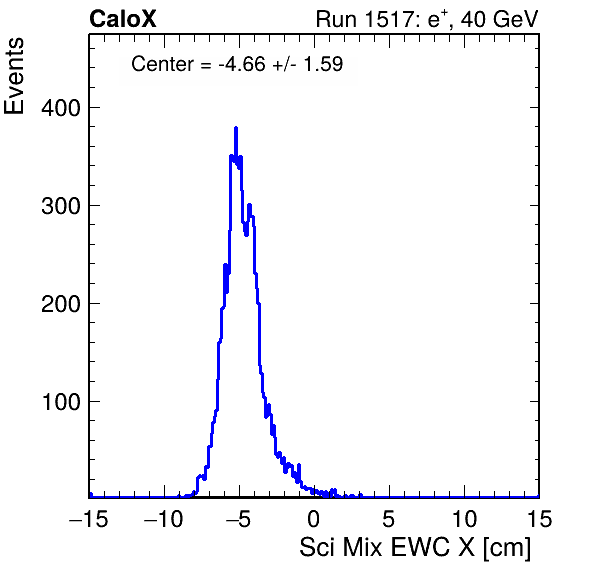 CaloX
Run 1517: e⁺, 40 GeV
Center = -4.66 +/- 1.59
Events
400
300
200
100
−15 −10 −5 0 5 10 15
Sci Mix EWC X [cm]